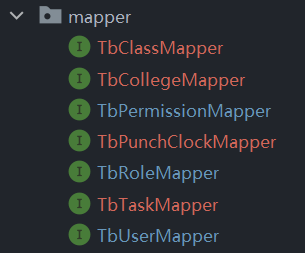 mapper
I TbClassMapper
I TbCollegeMapper
I TbPermissionMapper
I TbPunchClockMapper
I TbRoleMapper
I TbTaskMapper
I TbUserMapper